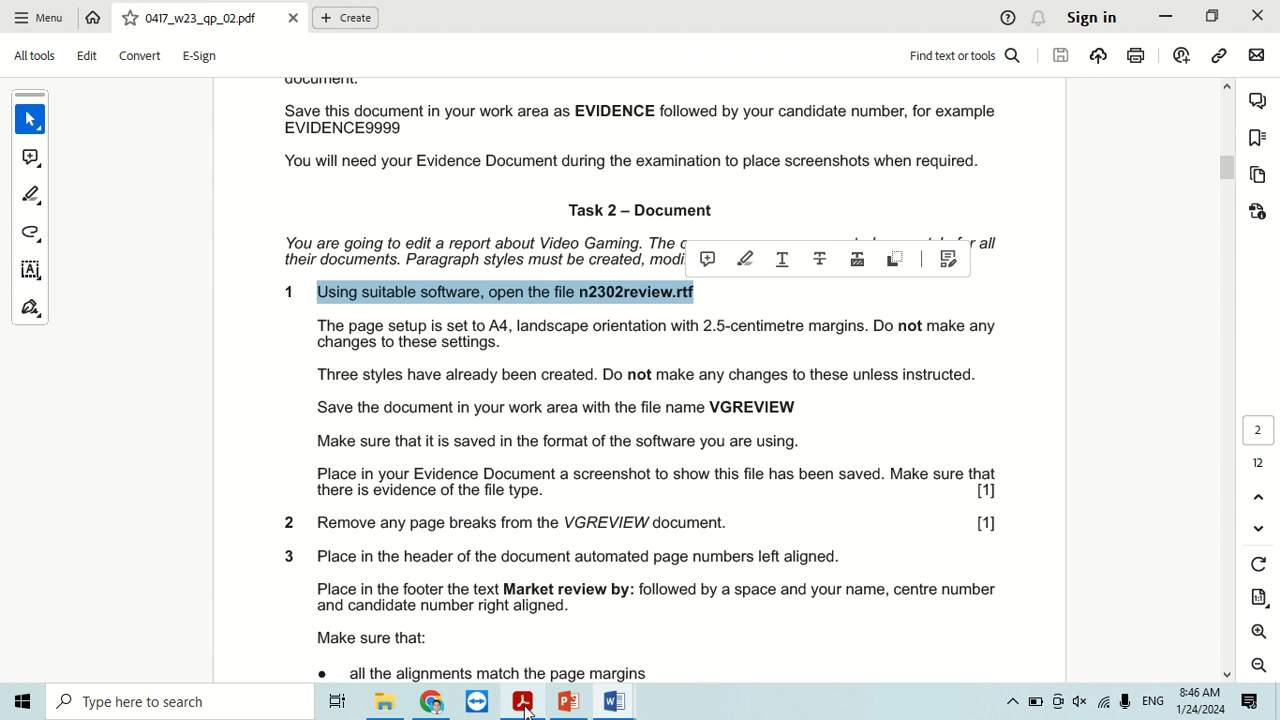 Menu
0417_w23_qp_02.pdf
Create
Sign in
All tools Edit Convert E-Sign
Find text or tools
document.
Save this document in your work area as EVIDENCE followed by your candidate number, for example
EVIDENCE9999
You will need your Evidence Document during the examination to place screenshots when required.
Task 2 – Document
You are going to edit a report about Video Gaming. The c for all
their documents. Paragraph styles must be created, modi
1 Using suitable software, open the file n2302review.rtf
The page setup is set to A4, landscape orientation with 2.5-centimetre margins. Do not make any
changes to these settings.
Three styles have already been created. Do not make any changes to these unless instructed.
Save the document in your work area with the file name VGREVIEW
Make sure that it is saved in the format of the software you are using.
Place in your Evidence Document a screenshot to show this file has been saved. Make sure that
there is evidence of the file type. [1]
2 Remove any page breaks from the VGREVIEW document. [1]
3 Place in the header of the document automated page numbers left aligned.
Place in the footer the text Market review by: followed by a space and your name, centre number
and candidate number right aligned.
Make sure that:
● all the alignments match the page margins
2
12
Type here to search
ENG
8:46 AM
1/24/2024